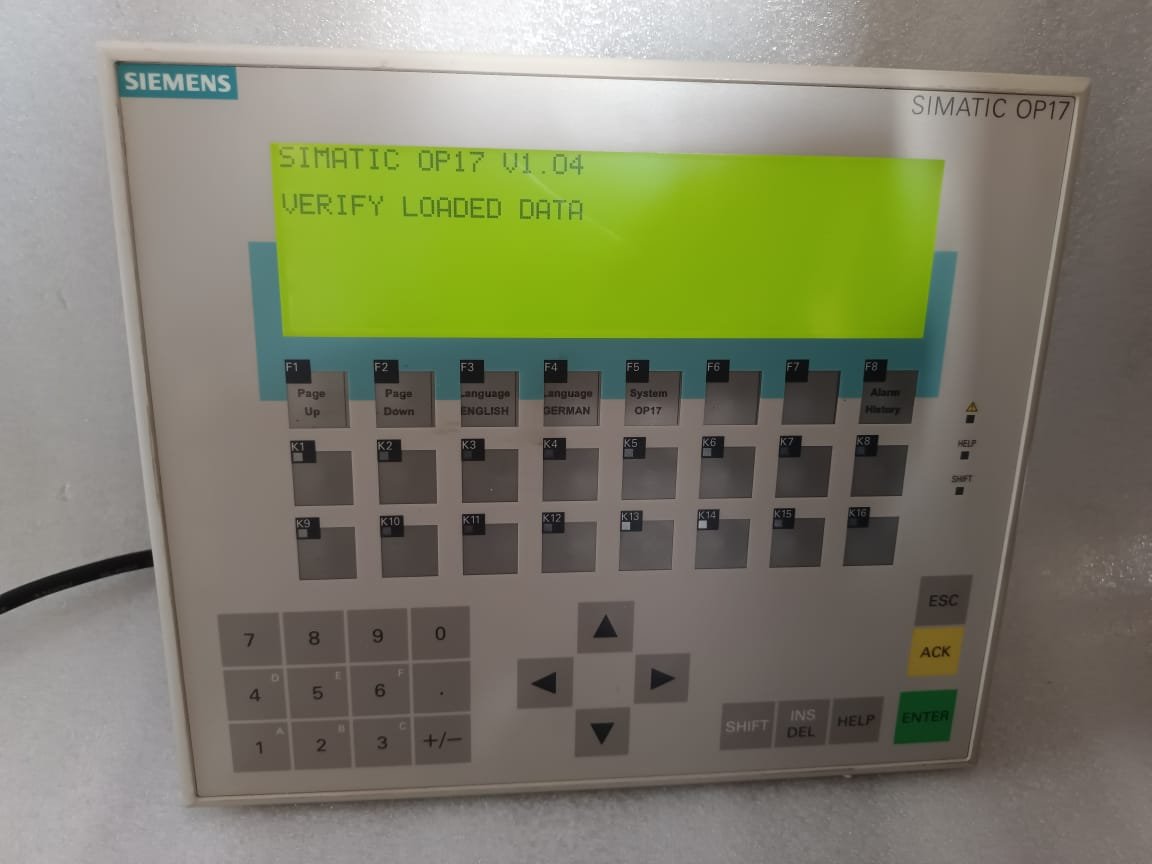 SIEMENS
SIMATIC OP17
SIMATIC OP17 V1.04
VERIFY LOADED DATA
F1 F2 F3 F4 F5 F6 F7 F8
Page Up
Page Down
Language ENGLISH
Language GERMAN
System OP17
Alarm History
K1 K2 K3 K4 K5 K6 K7 K8
HELP
SHIFT
K9 K10 K11 K12 K13 K14 K15 K16
7 8 9 0
ESC
D E F
4 5 6 .
ACK
A B C
1 2 3 +/-
SHIFT
INS DEL
HELP
ENTER